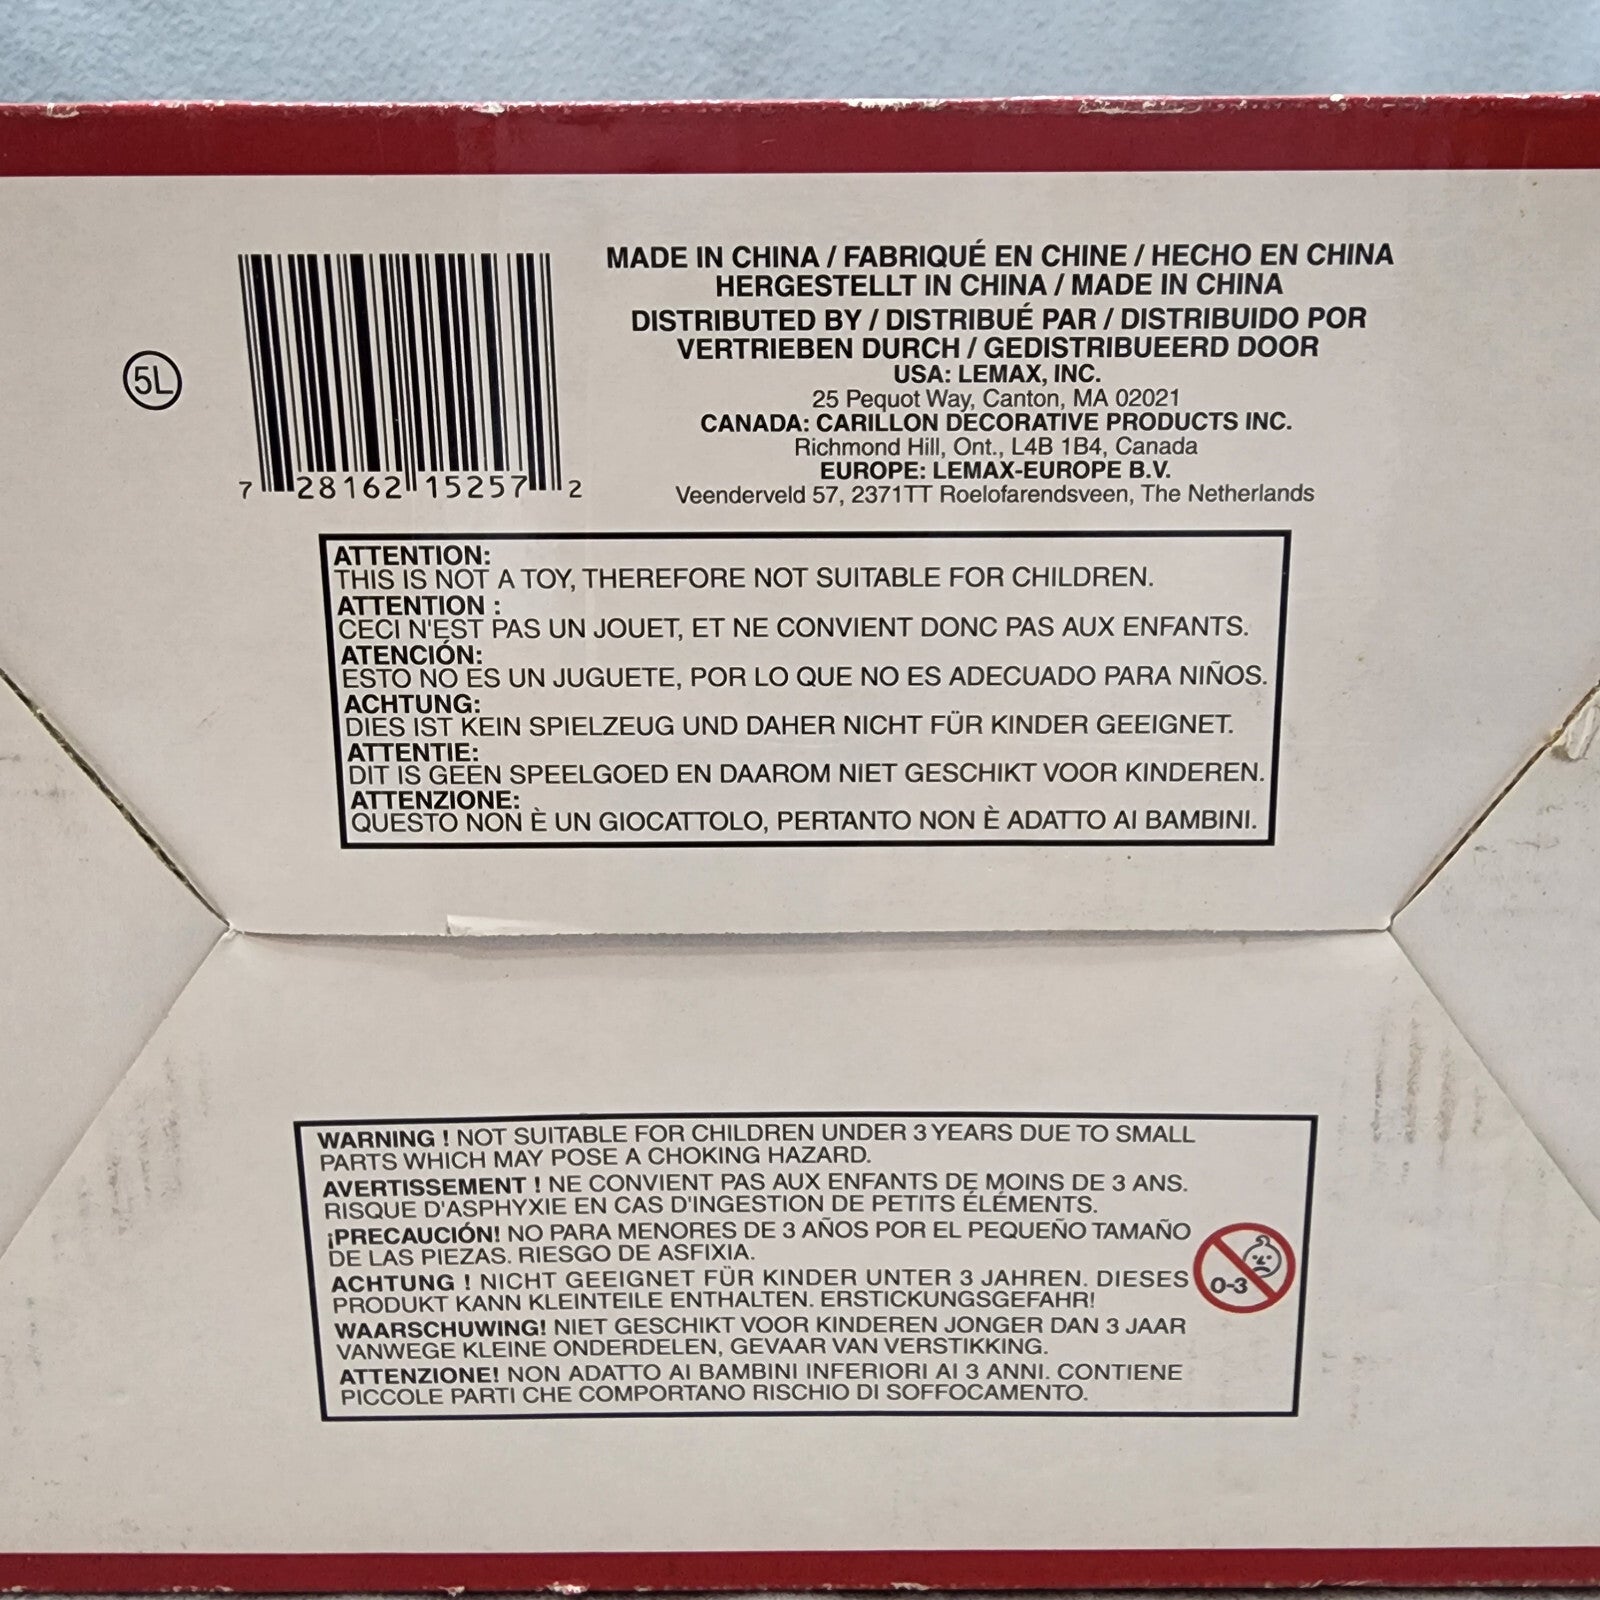 MADE IN CHINA / FABRIQUÉ EN CHINE / HECHO EN CHINA
HERGESTELLT IN CHINA / MADE IN CHINA
DISTRIBUTED BY / DISTRIBUÉ PAR / DISTRIBUIDO POR
VERTRIEBEN DURCH / GEDISTRIBUEERD DOOR
USA: LEMAX, INC.
25 Pequot Way, Canton, MA 02021
CANADA: CARILLON DECORATIVE PRODUCTS INC.
Richmond Hill, Ont., L4B 1B4, Canada
EUROPE: LEMAX-EUROPE B.V.
Veenderveld 57, 2371TT Roelofarendsveen, The Netherlands
5L
7 28162 15257 2
ATTENTION:
THIS IS NOT A TOY, THEREFORE NOT SUITABLE FOR CHILDREN.
ATTENTION :
CECI N'EST PAS UN JOUET, ET NE CONVIENT DONC PAS AUX ENFANTS.
ATENCIÓN:
ESTO NO ES UN JUGUETE, POR LO QUE NO ES ADECUADO PARA NIÑOS.
ACHTUNG:
DIES IST KEIN SPIELZEUG UND DAHER NICHT FÜR KINDER GEEIGNET.
ATTENTIE:
DIT IS GEEN SPEELGOED EN DAAROM NIET GESCHIKT VOOR KINDEREN.
ATTENZIONE:
QUESTO NON È UN GIOCATTOLO, PERTANTO NON È ADATTO AI BAMBINI.
WARNING ! NOT SUITABLE FOR CHILDREN UNDER 3 YEARS DUE TO SMALL
PARTS WHICH MAY POSE A CHOKING HAZARD.
AVERTISSEMENT ! NE CONVIENT PAS AUX ENFANTS DE MOINS DE 3 ANS.
RISQUE D'ASPHYXIE EN CAS D'INGESTION DE PETITS ÉLÉMENTS.
¡PRECAUCIÓN! NO PARA MENORES DE 3 AÑOS POR EL PEQUEÑO TAMAÑO
DE LAS PIEZAS. RIESGO DE ASFIXIA.
ACHTUNG ! NICHT GEEIGNET FÜR KINDER UNTER 3 JAHREN. DIESES
PRODUKT KANN KLEINTEILE ENTHALTEN. ERSTICKUNGSGEFAHR!
WAARSCHUWING! NIET GESCHIKT VOOR KINDEREN JONGER DAN 3 JAAR
VANWEGE KLEINE ONDERDELEN, GEVAAR VAN VERSTIKKING.
ATTENZIONE! NON ADATTO AI BAMBINI INFERIORI AI 3 ANNI. CONTIENE
PICCOLE PARTI CHE COMPORTANO RISCHIO DI SOFFOCAMENTO.
0-3